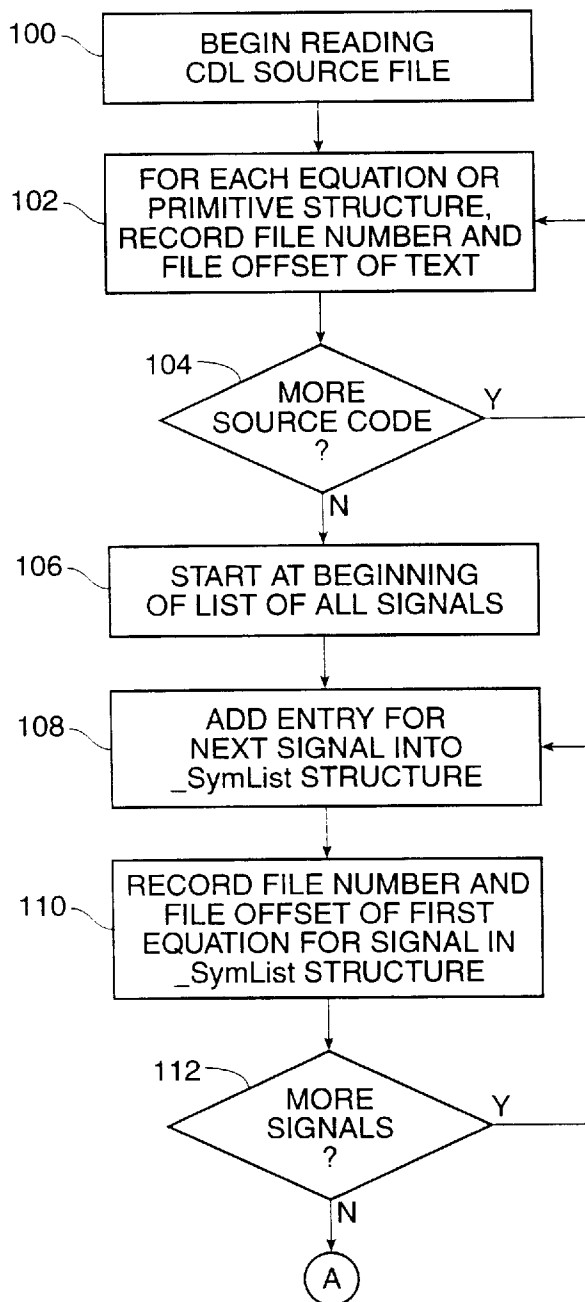 100
BEGIN READING
CDL SOURCE FILE
102
FOR EACH EQUATION OR
PRIMITIVE STRUCTURE,
RECORD FILE NUMBER AND
FILE OFFSET OF TEXT
104
MORE
SOURCE CODE
?
Y
N
106
START AT BEGINNING
OF LIST OF ALL SIGNALS
108
ADD ENTRY FOR
NEXT SIGNAL INTO
_SymList STRUCTURE
110
RECORD FILE NUMBER AND
FILE OFFSET OF FIRST
EQUATION FOR SIGNAL IN
_SymList STRUCTURE
112
MORE
SIGNALS
?
Y
N
A